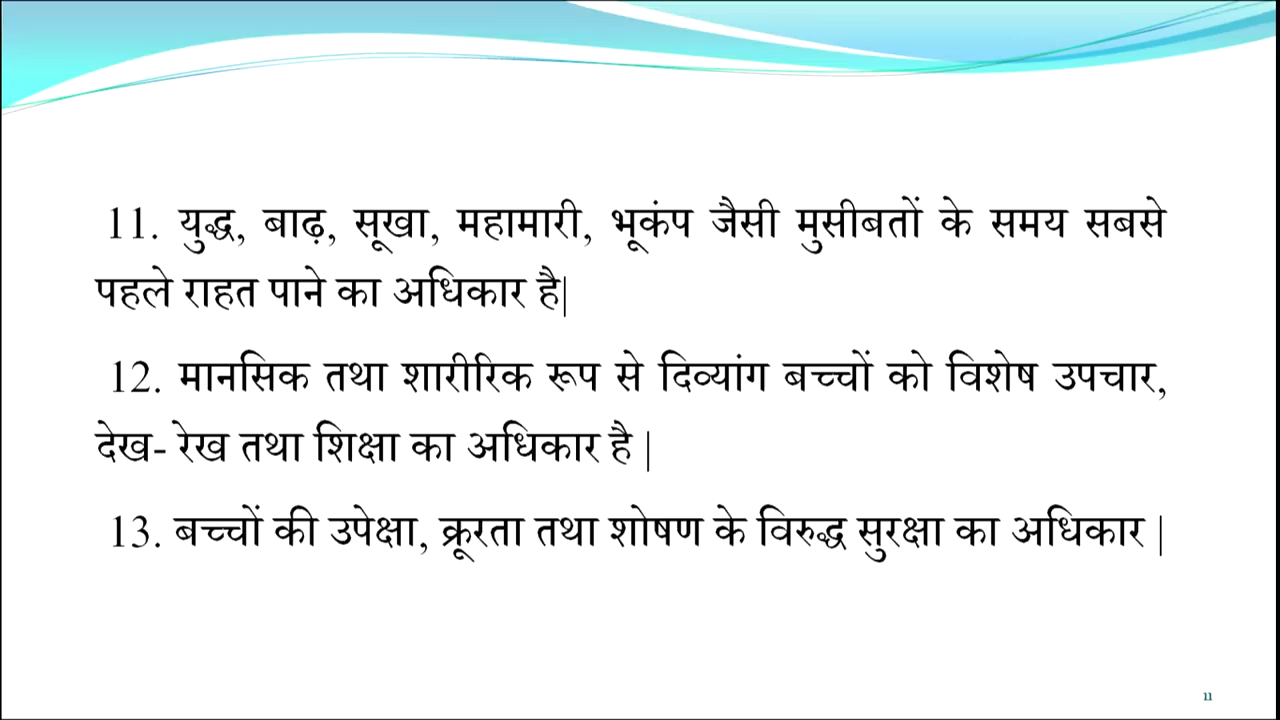 11. युद्ध, बाढ़, सूखा, महामारी, भूकंप जैसी मुसीबतों के समय सबसे
पहले राहत पाने का अधिकार है|
12. मानसिक तथा शारीरिक रूप से दिव्यांग बच्चों को विशेष उपचार,
देख- रेख तथा शिक्षा का अधिकार है |
13. बच्चों की उपेक्षा, क्रूरता तथा शोषण के विरुद्ध सुरक्षा का अधिकार |
11